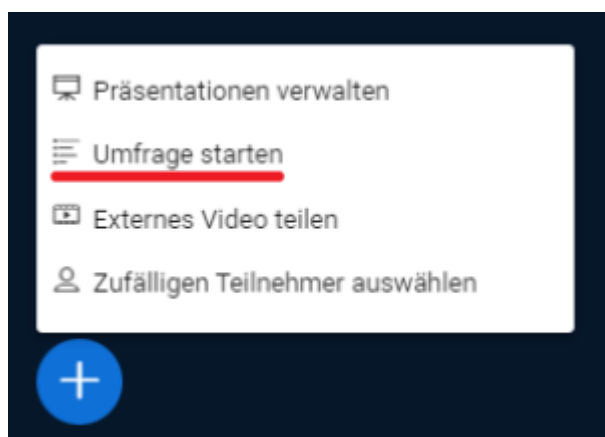 Präsentationen verwalten
Umfrage starten
Externes Video teilen
Zufälligen Teilnehmer auswählen